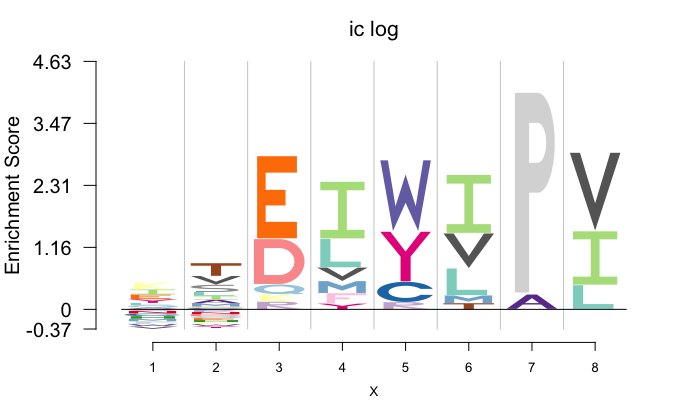 ic log
4.63
3.47
2.31
1.16
0
-0.37
Enrichment Score
T
V
E
D
C
K
R
I
L
V
M
F
Y
W
Y
C
R
I
V
L
M
T
P
A
V
I
L
1 2 3 4 5 6 7 8
X